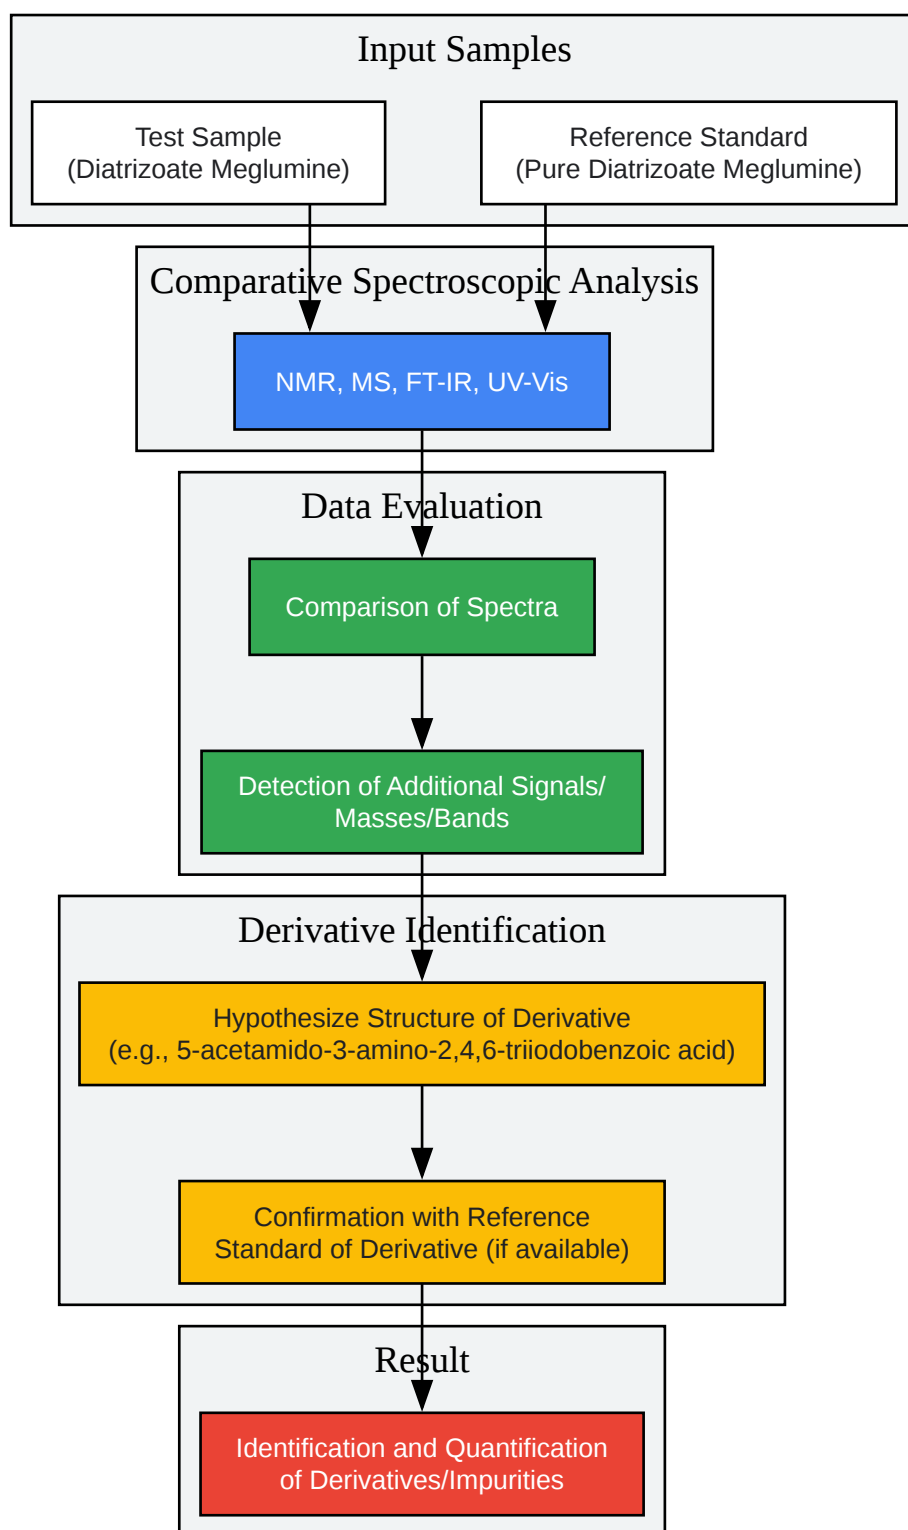 Input Samples
Test Sample
(Diatrizoate Meglumine)
Reference Standard
(Pure Diatrizoate Meglumine)
Comparative Spectroscopic Analysis
NMR, MS, FT-IR, UV-Vis
Data Evaluation
Comparison of Spectra
Detection of Additional Signals/
Masses/Bands
Derivative Identification
Hypothesize Structure of Derivative
(e.g., 5-acetamido-3-amino-2,4,6-triiodobenzoic acid)
Confirmation with Reference
Standard of Derivative (if available)
Result
Identification and Quantification
of Derivatives/Impurities